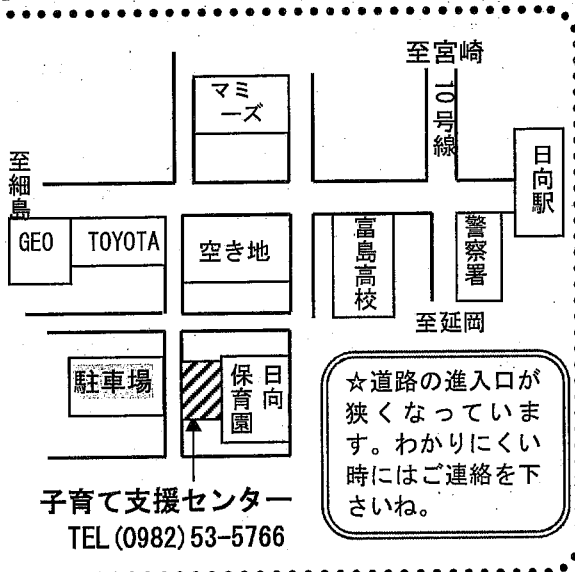 至宮崎
マミ
ーズ
10号線
日向駅
至細島
GEO
TOYOTA
空き地
富島高校
警察署
至延岡
駐車場
日向
保育園
☆道路の進入口が
狭くなっていま
す。わかりにくい
時にはご連絡を下
さいね。
子育て支援センター
TEL(0982)53-5766